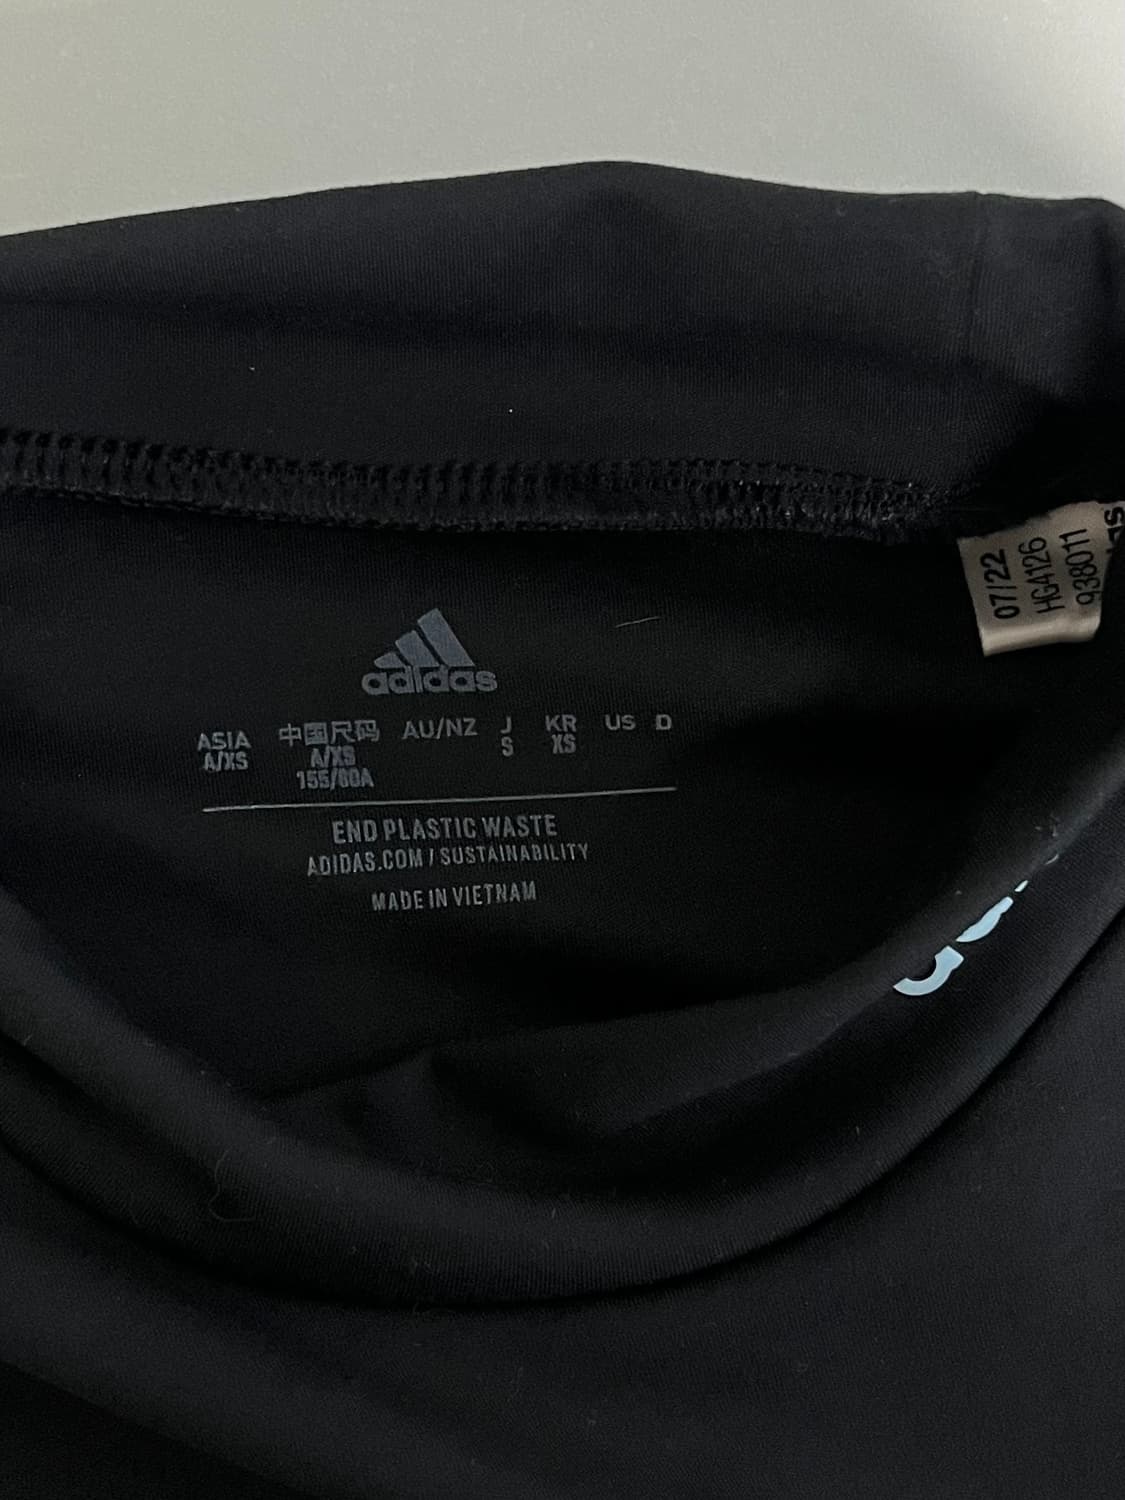 adidas
ASIA 中国尺码 AU/NZ J KR US D
A/XS A/XS S XS
155/80A
END PLASTIC WASTE
ADIDAS.COM / SUSTAINABILITY
MADE IN VIETNAM
07/22
HG4126
938011